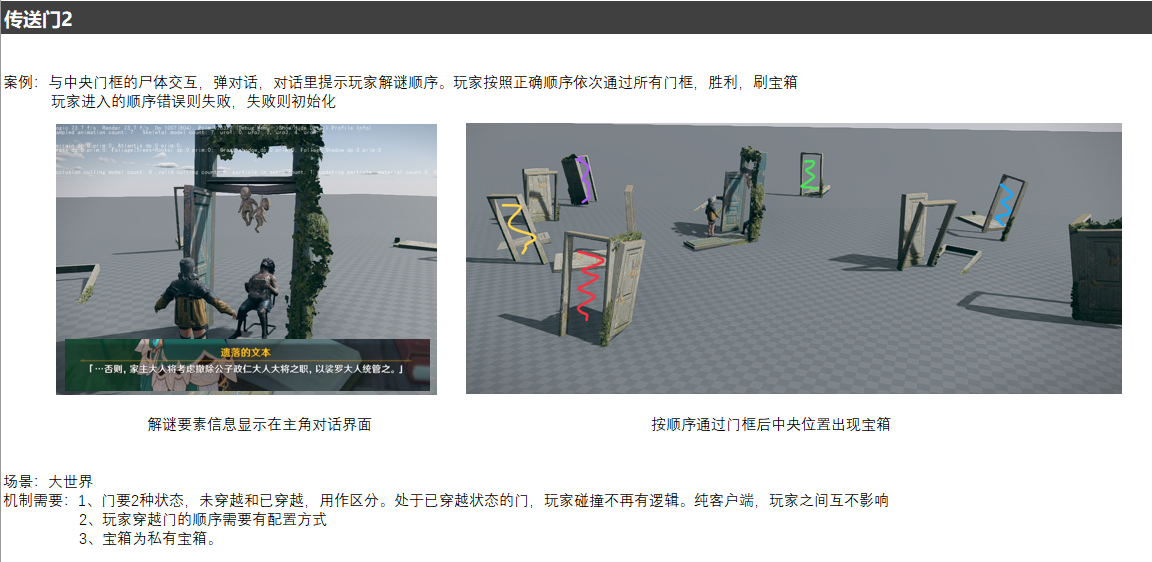 传送门2
案例：与中央门框的尸体交互，弹对话，对话里提示玩家解谜顺序。玩家按照正确顺序依次通过所有门框，胜利，刷宝箱
玩家进入的顺序错误则失败，失败则初始化
遗落的文本
「…否则，家主大人将考虑撤除公子政仁大人大将之职，以裟罗大人统管之。」
解谜要素信息显示在主角对话界面
按顺序通过门框后中央位置出现宝箱
场景：大世界
机制需要：1、门要2种状态，未穿越和已穿越，用作区分。处于已穿越状态的门，玩家碰撞不再有逻辑。纯客户端，玩家之间互不影响
2、玩家穿越门的顺序需要有配置方式
3、宝箱为私有宝箱。